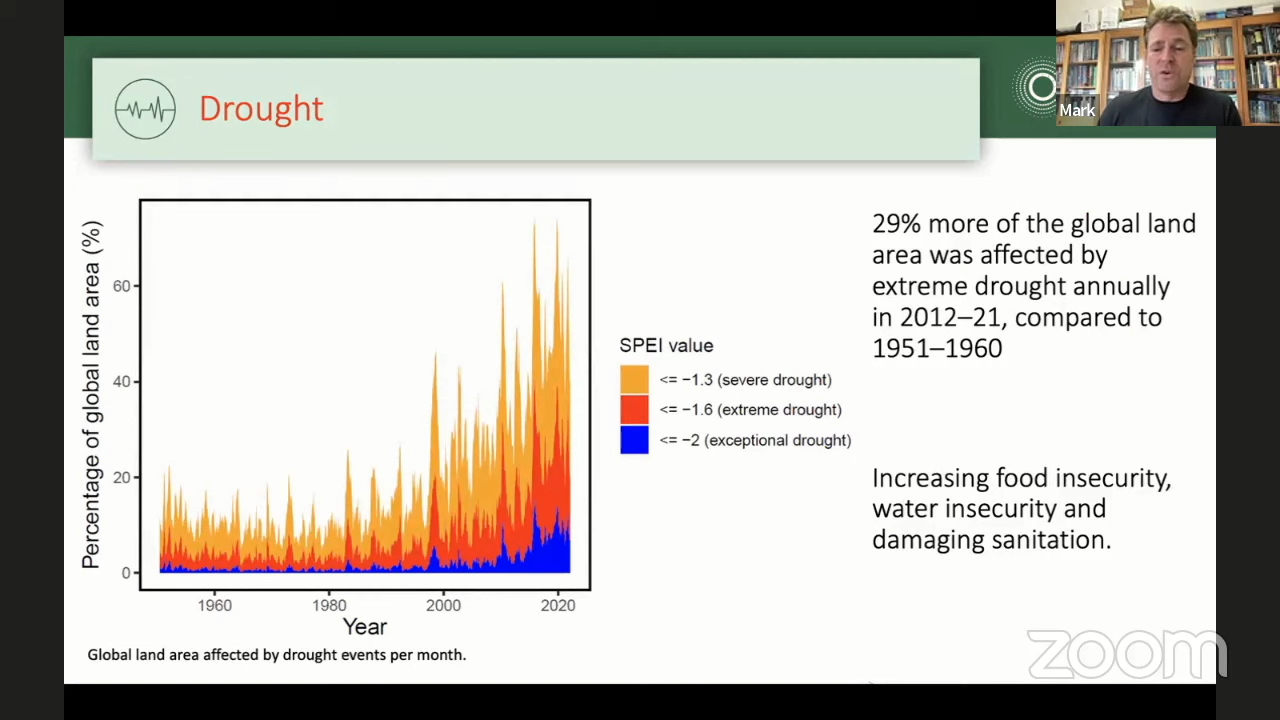 Drought
Mark
Percentage of global land area (%)
60
40
20
0
1960
1980
2000
2020
Year
SPEI value
<= −1.3 (severe drought)
<= −1.6 (extreme drought)
<= −2 (exceptional drought)
Global land area affected by drought events per month.
29% more of the global land
area was affected by
extreme drought annually
in 2012–21, compared to
1951–1960
Increasing food insecurity,
water insecurity and
damaging sanitation.
zoom